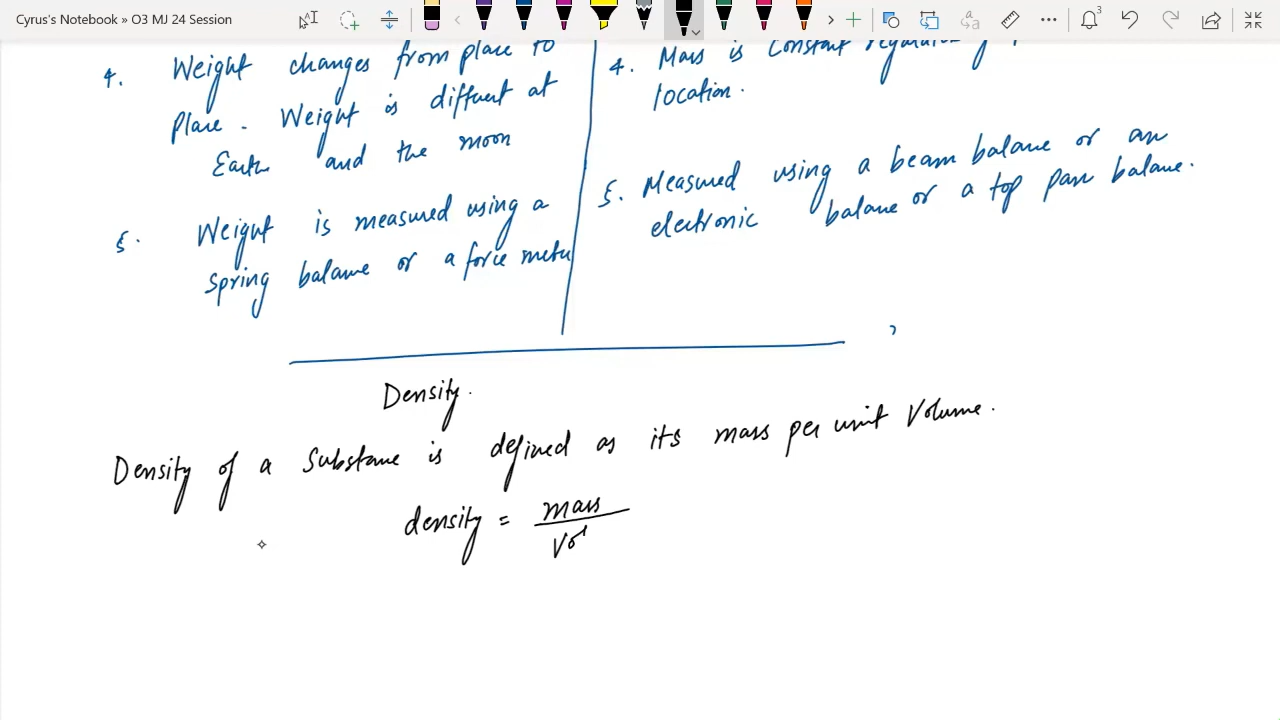 Cyrus's Notebook » O3 MJ 24 Session
3
4. Weight changes from place to
place. Weight is different at
Earth and the moon
5. Weight is measured using a
spring balance or a force meter
4. Mass is constant
location.
5. Measured using a beam balance or an
electronic balance or a top pan balance.
Density.
Density of a substance is defined as its mass per unit volume.
density = mass
Vol